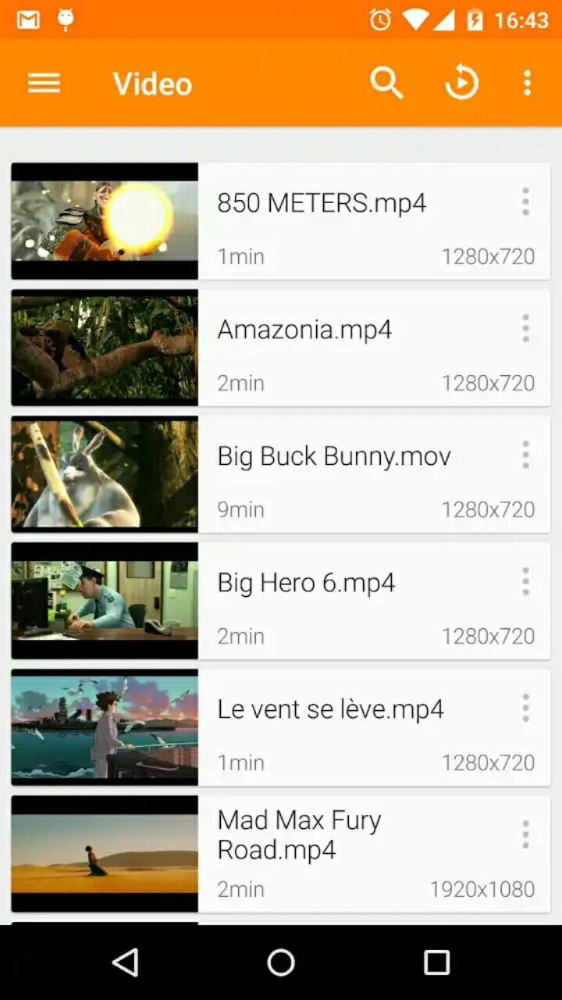 16:43
Video
850 METERS.mp4
1min 1280x720
Amazonia.mp4
2min 1280x720
Big Buck Bunny.mov
9min 1280x720
Big Hero 6.mp4
2min 1280x720
Le vent se lève.mp4
1min 1280x720
Mad Max Fury
Road.mp4
2min 1920x1080